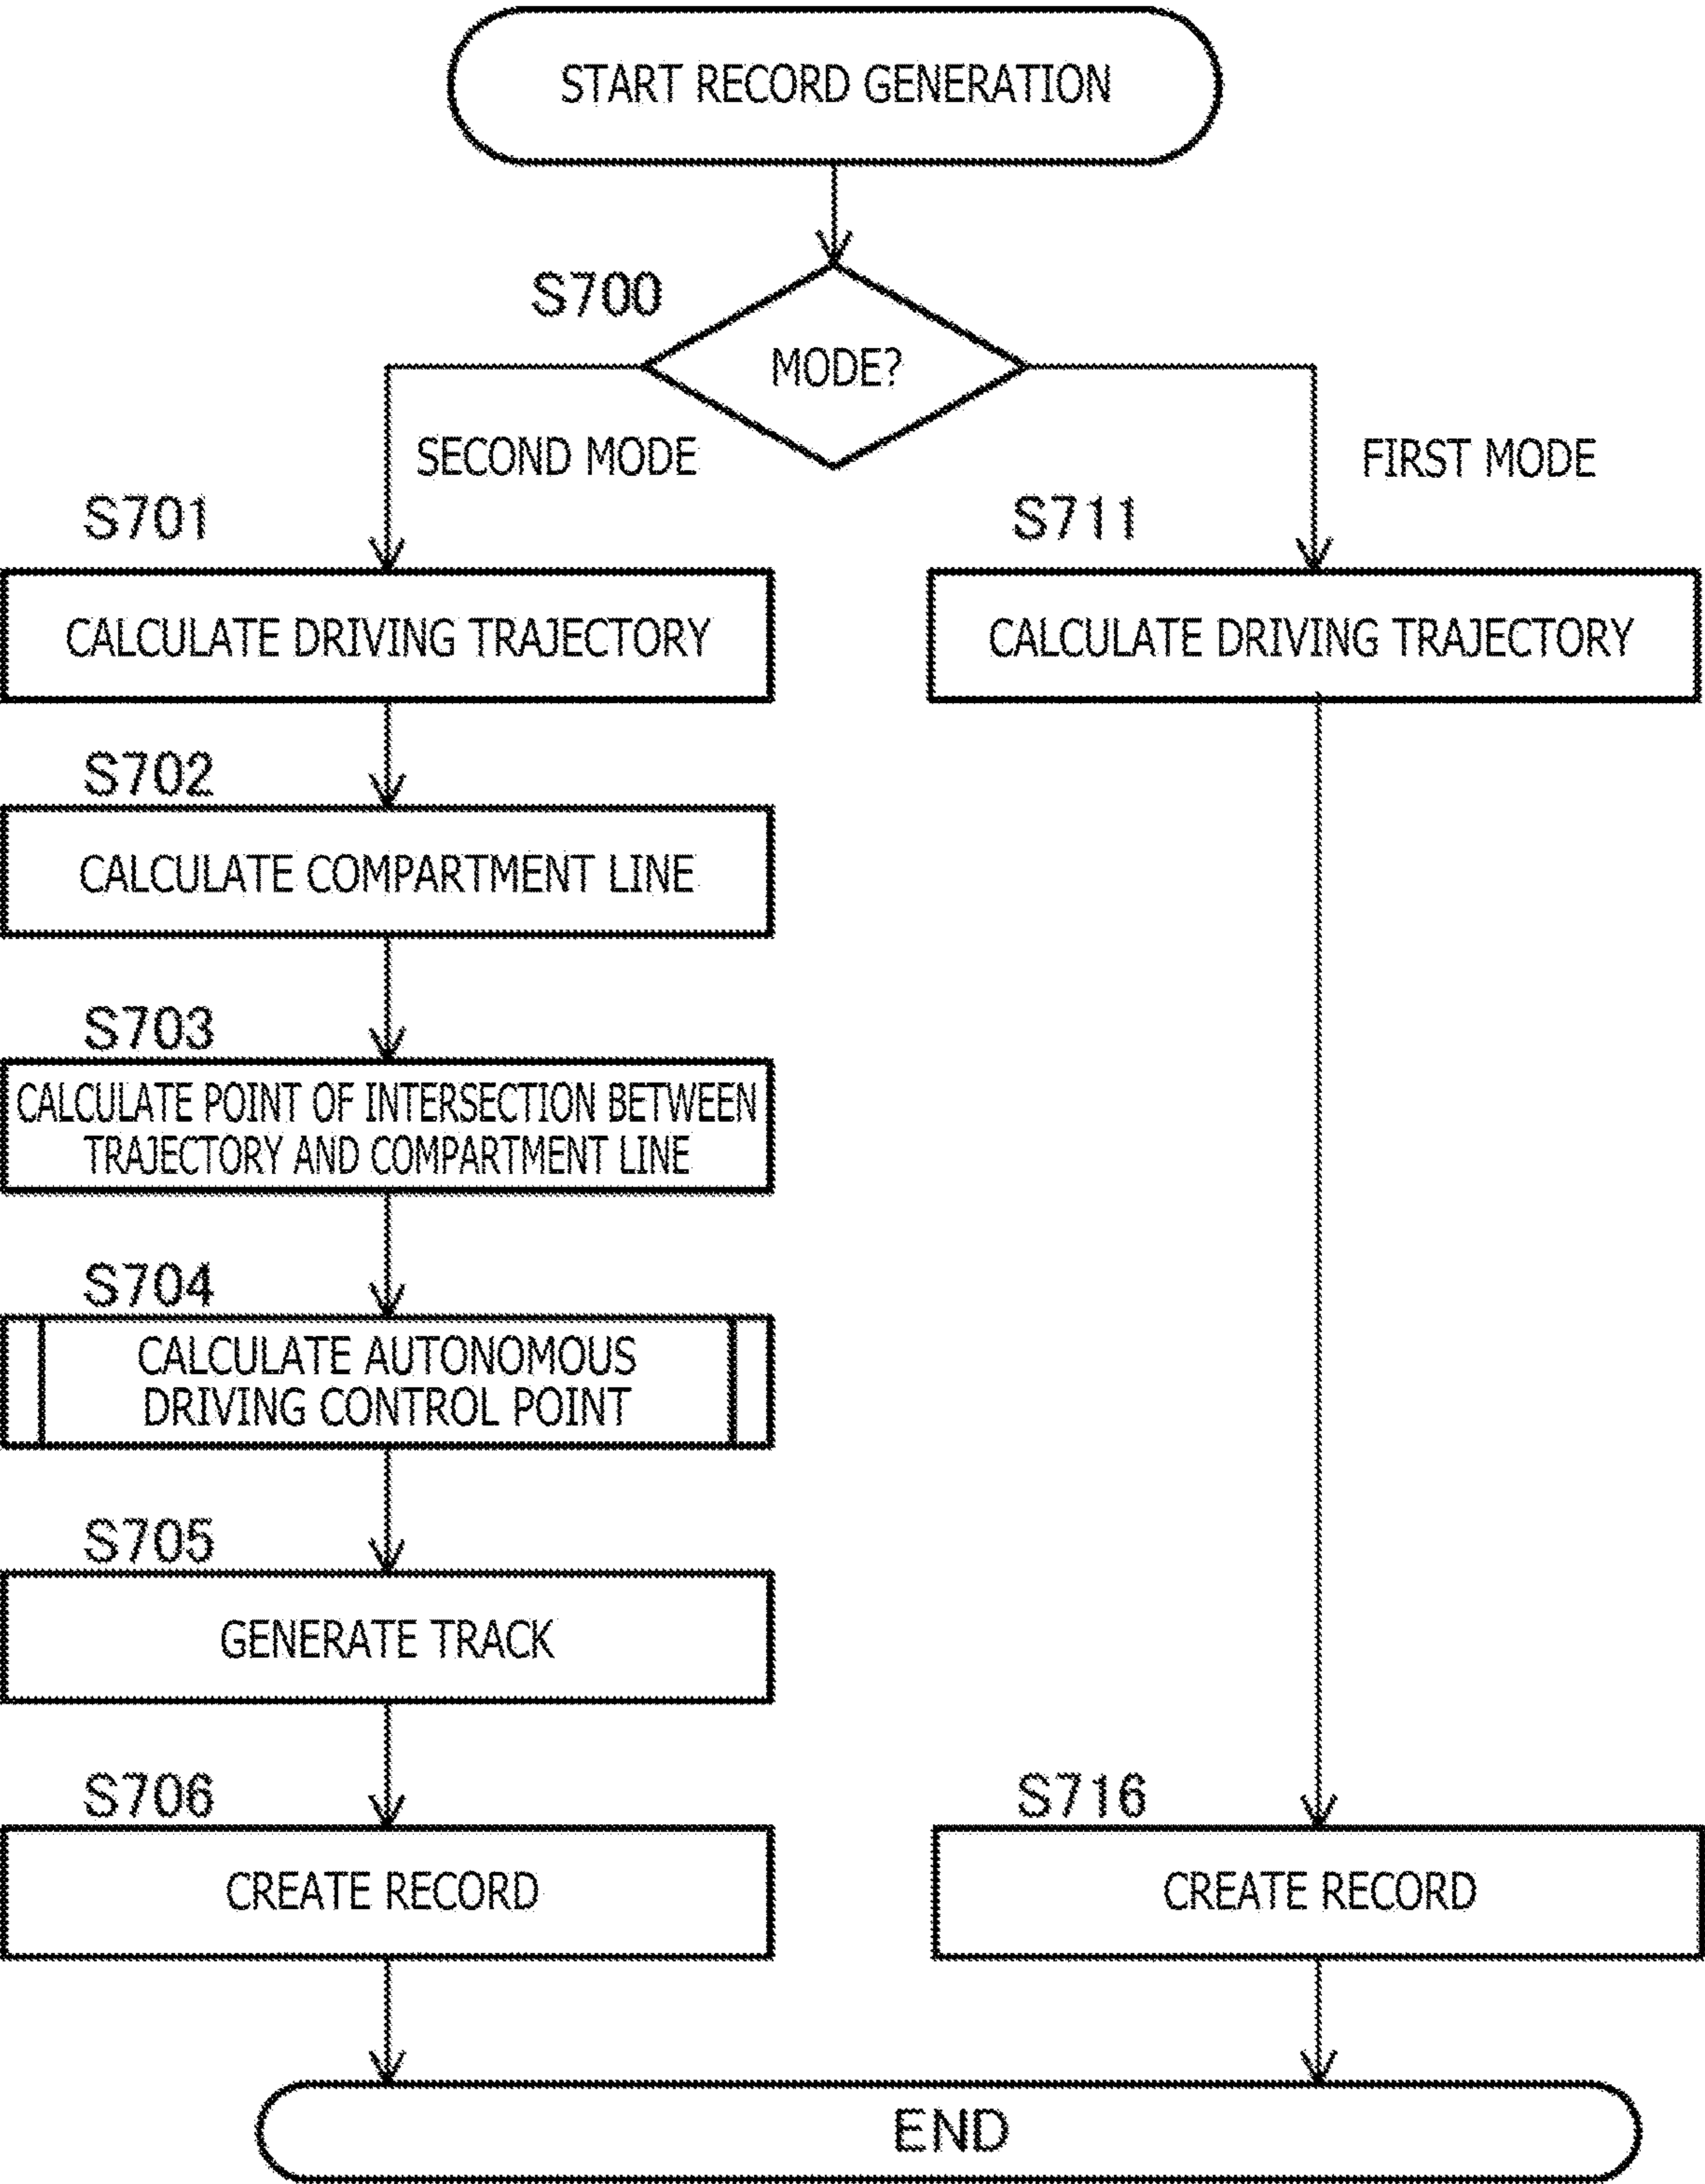 START RECORD GENERATION
S700
MODE?
SECOND MODE
FIRST MODE
S701
S711
CALCULATE DRIVING TRAJECTORY
CALCULATE DRIVING TRAJECTORY
S702
CALCULATE COMPARTMENT LINE
S703
CALCULATE POINT OF INTERSECTION BETWEEN
TRAJECTORY AND COMPARTMENT LINE
S704
CALCULATE AUTONOMOUS
DRIVING CONTROL POINT
S705
GENERATE TRACK
S706
S716
CREATE RECORD
CREATE RECORD
END